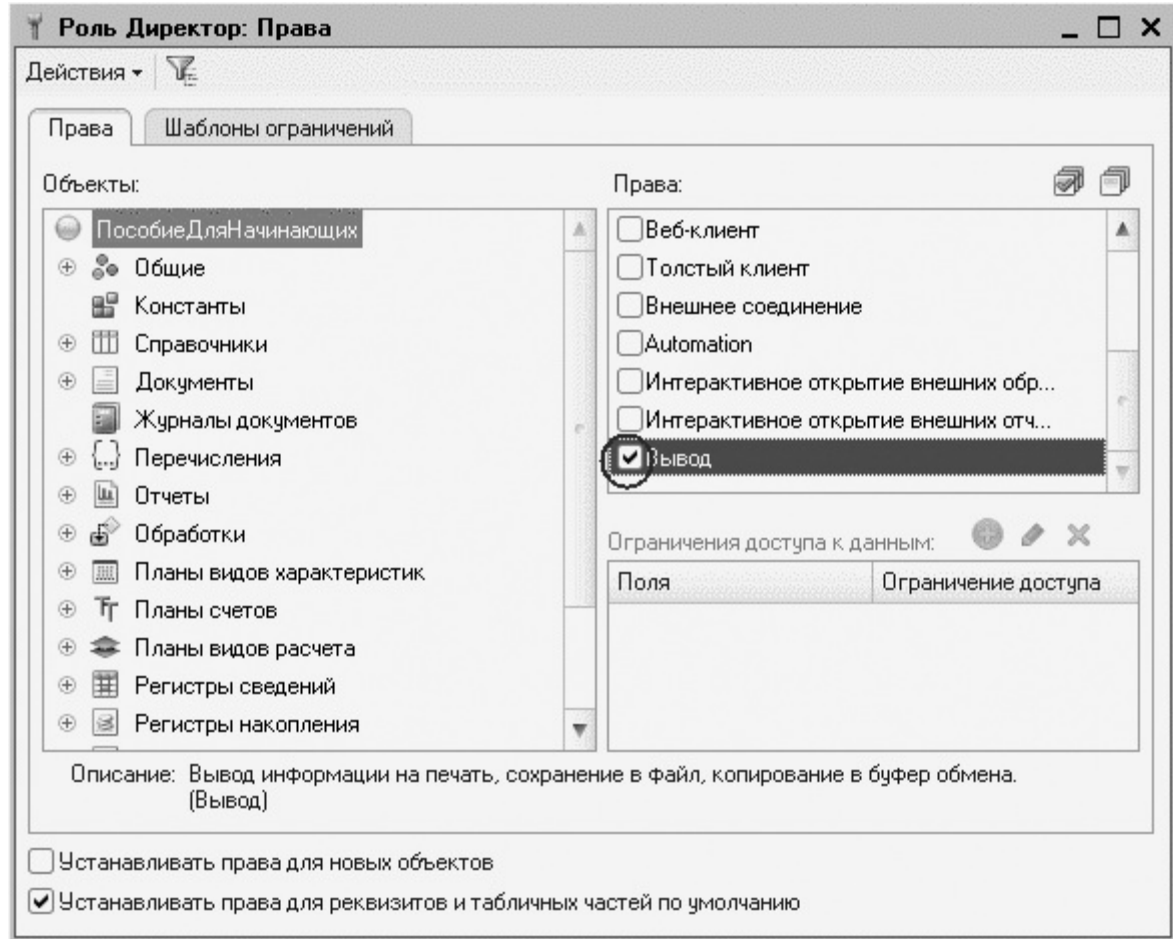 Роль Директор: Права
Действия
Права
Шаблоны ограничений
Объекты:
ПособиеДляНачинающих
Общие
Константы
Справочники
Документы
Журналы документов
Перечисления
Отчеты
Обработки
Планы видов характеристик
Планы счетов
Планы видов расчета
Регистры сведений
Регистры накопления
Права:
Веб-клиент
Толстый клиент
Внешнее соединение
Automation
Интерактивное открытие внешних обр...
Интерактивное открытие внешних отч...
Вывод
Ограничения доступа к данным:
Поля Ограничение доступа
Описание: Вывод информации на печать, сохранение в файл, копирование в буфер обмена.
(Вывод)
Устанавливать права для новых объектов
Устанавливать права для реквизитов и табличных частей по умолчанию